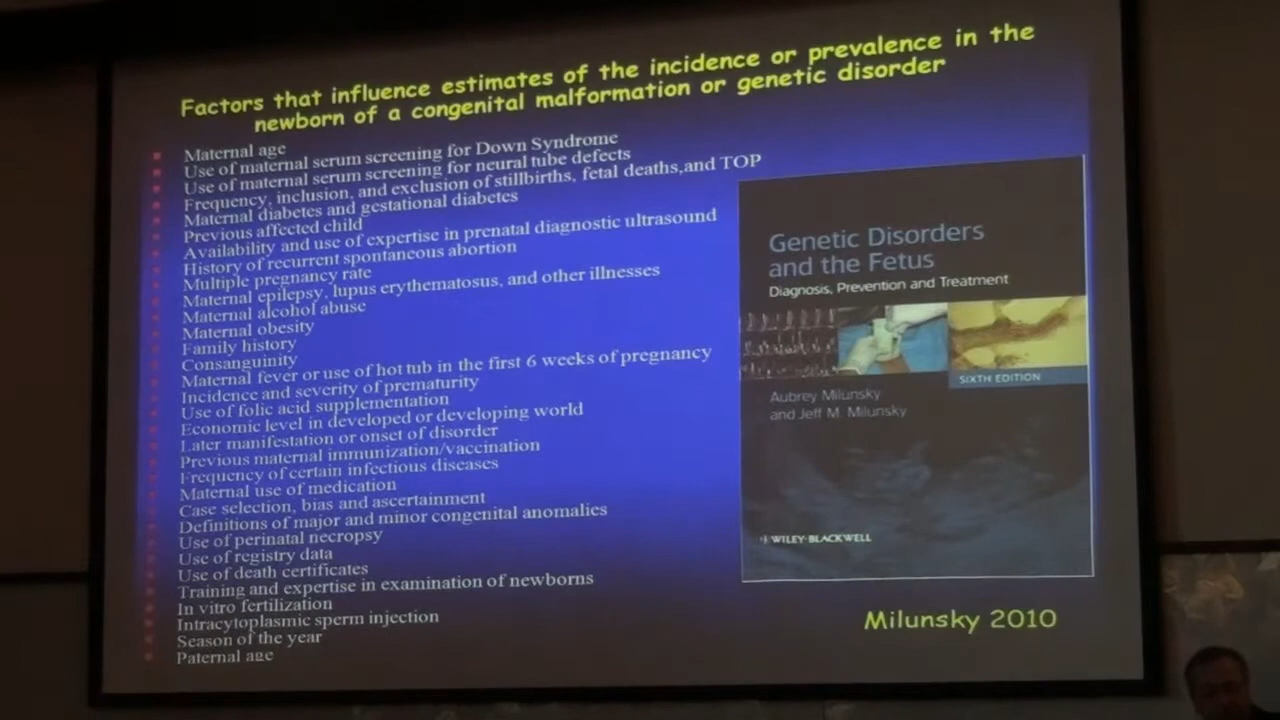 Factors that influence estimates of the incidence or prevalence in the
newborn of a congenital malformation or genetic disorder
Maternal age
Use of maternal serum screening for Down Syndrome
Use of maternal serum screening for neural tube defects
Frequency, inclusion, and exclusion of stillbirths, fetal deaths,and TOP
Maternal diabetes and gestational diabetes
Previous affected child
Availability and use of expertise in prenatal diagnostic ultrasound
History of recurrent spontaneous abortion
Multiple pregnancy rate
Maternal epilepsy, lupus erythematosus, and other illnesses
Maternal alcohol abuse
Maternal obesity
Family history
Consanguinity
Maternal fever or use of hot tub in the first 6 weeks of pregnancy
Incidence and severity of prematurity
Use of folic acid supplementation
Economic level in developed or developing world
Later manifestation or onset of disorder
Previous maternal immunization/vaccination
Frequency of certain infectious diseases
Maternal use of medication
Case selection, bias and ascertainment
Definitions of major and minor congenital anomalies
Use of perinatal necropsy
Use of registry data
Use of death certificates
Training and expertise in examination of newborns
In vitro fertilization
Intracytoplasmic sperm injection
Season of the year
Paternal age
Genetic Disorders
and the Fetus
Diagnosis, Prevention and Treatment
SIXTH EDITION
Aubrey Milunsky
and Jeff M. Milunsky
WILEY-BLACKWELL
Milunsky 2010